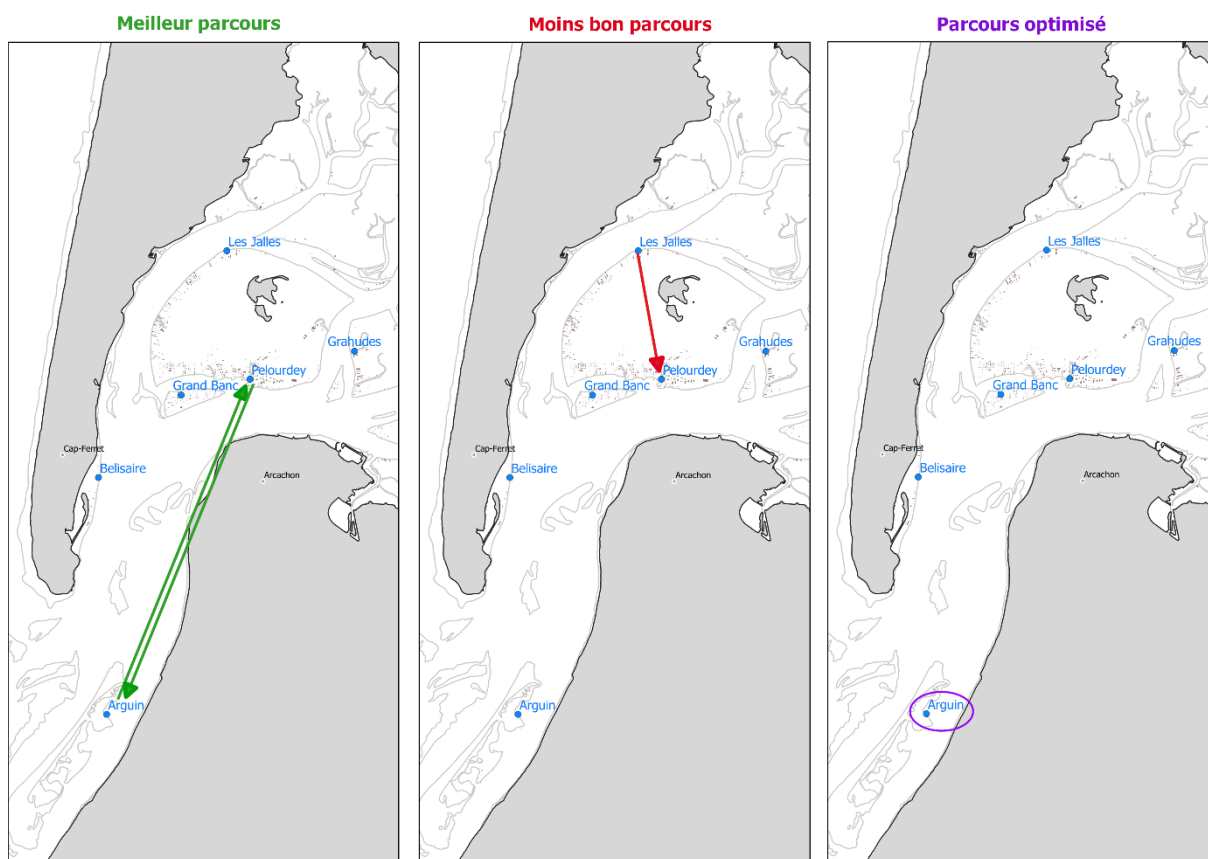 Meilleur parcours
Les Jalles
Grahudes
Pelourdey
Grand Banc
Cap-Ferret
Belisaire
Arcachon
Arguin
Moins bon parcours
Les Jalles
Grahudes
Pelourdey
Grand Banc
Cap-Ferret
Belisaire
Arcachon
Arguin
Parcours optimisé
Les Jalles
Grahudes
Pelourdey
Grand Banc
Cap-Ferret
Belisaire
Arcachon
Arguin